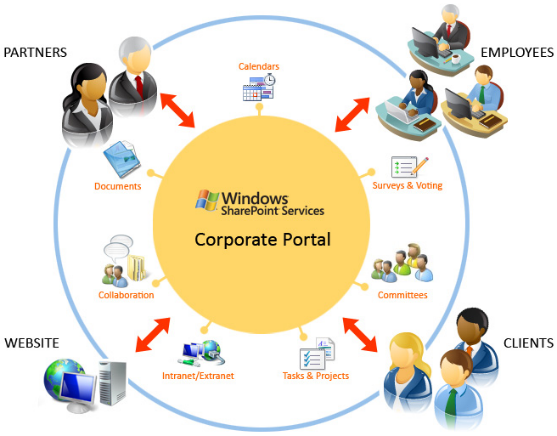 PARTNERS
EMPLOYEES
Calendars
Documents
Surveys & Voting
Windows
SharePoint Services
Corporate Portal
Collaboration
Committees
WEBSITE
CLIENTS
Intranet/Extranet
Tasks & Projects